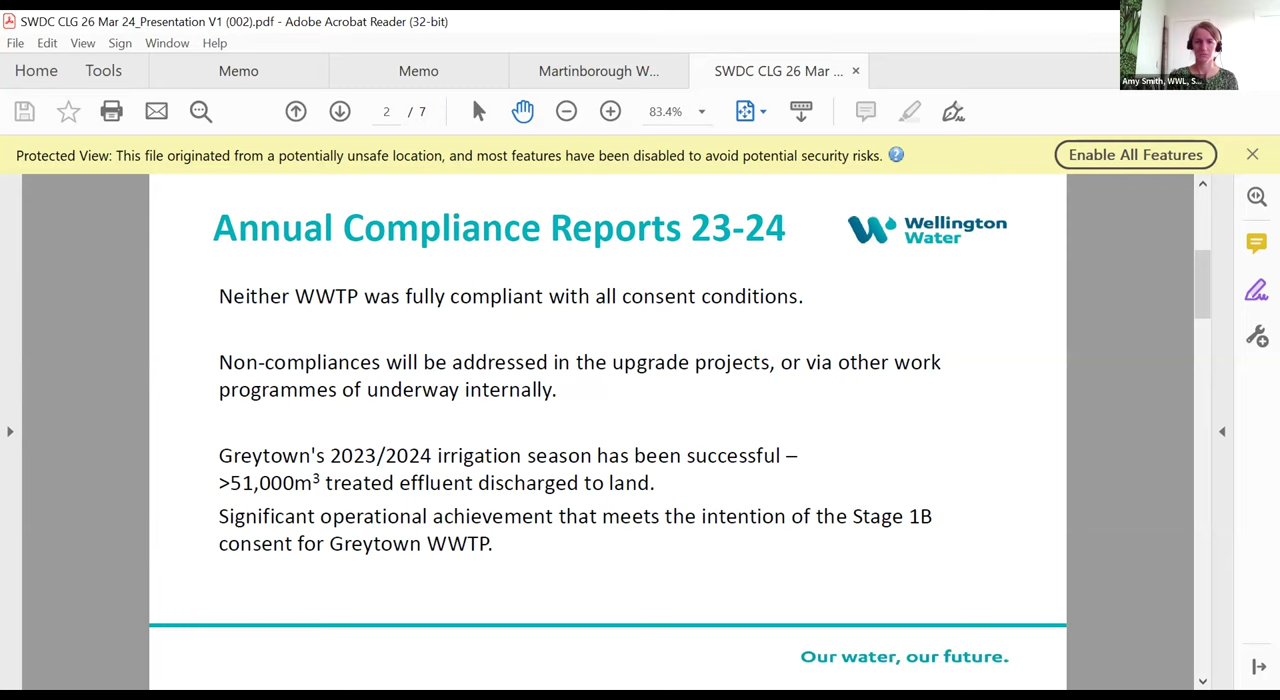 SWDC CLG 26 Mar 24_Presentation V1 (002).pdf - Adobe Acrobat Reader (32-bit)
File Edit View Sign Window Help
Home Tools Memo Memo Martinborough W... SWDC CLG 26 Mar ... ×
2 / 7 83.4%
Amy Smith, WWL, S...
Protected View: This file originated from a potentially unsafe location, and most features have been disabled to avoid potential security risks. Enable All Features
Annual Compliance Reports 23-24
Wellington
Water
Neither WWTP was fully compliant with all consent conditions.
Non-compliances will be addressed in the upgrade projects, or via other work
programmes of underway internally.
Greytown's 2023/2024 irrigation season has been successful –
>51,000m³ treated effluent discharged to land.
Significant operational achievement that meets the intention of the Stage 1B
consent for Greytown WWTP.
Our water, our future.